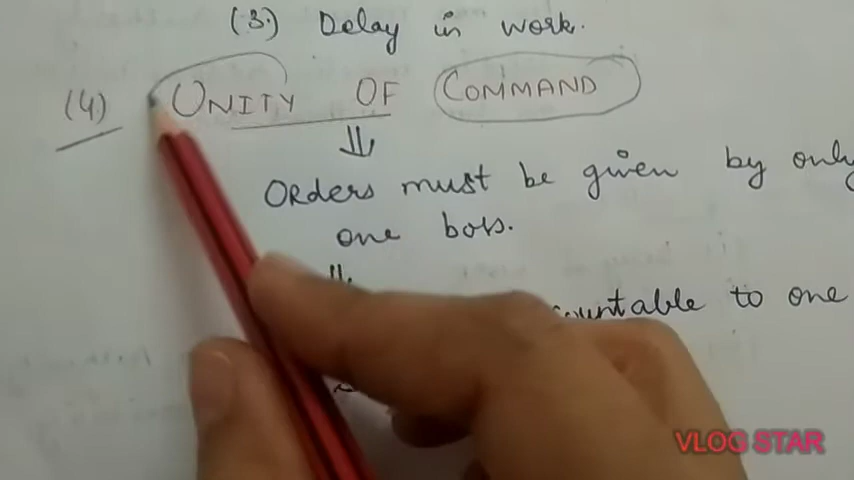 (3.) Delay in work.
(4) UNITY OF COMMAND
⇓
Orders must be given by only
one boss.
to one
VLOG STAR